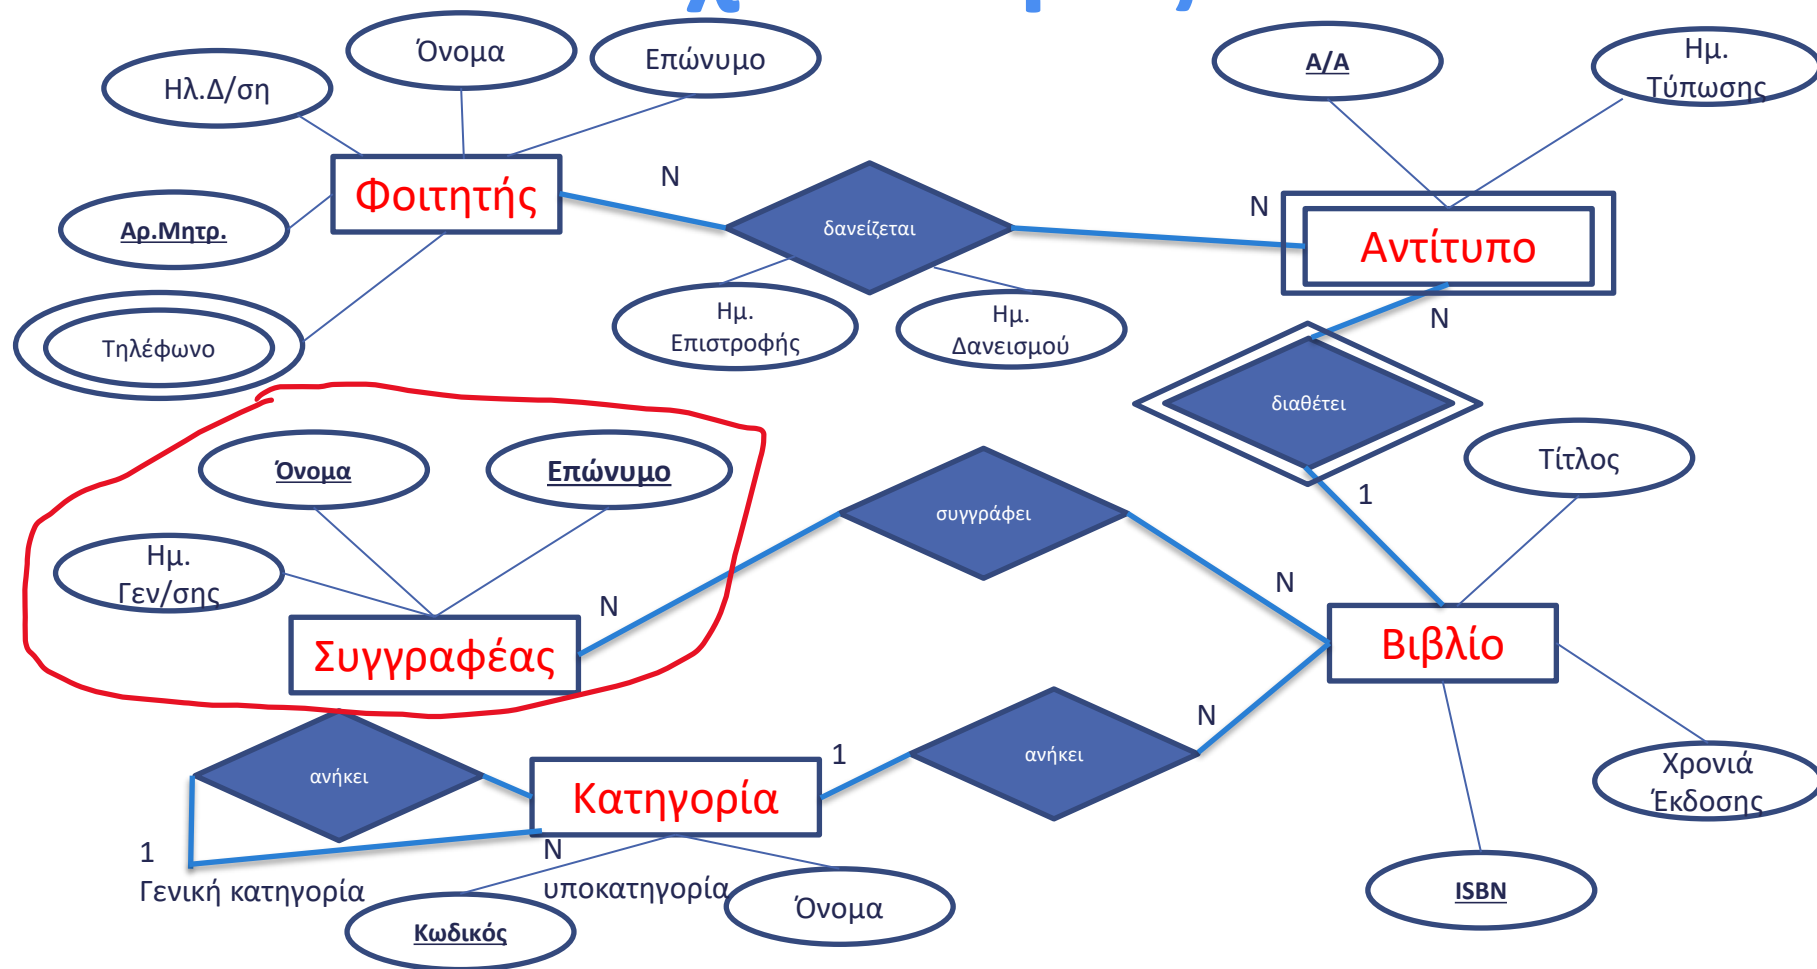 Όνομα
Επώνυμο
Ηλ.Δ/ση
Α/Α
Ημ.
Τύπωσης
Φοιτητής
N
δανείζεται
N
Αντίτυπο
Αρ.Μητρ.
Τηλέφωνο
Ημ.
Επιστροφής
Ημ.
Δανεισμού
N
διαθέτει
1
Τίτλος
Όνομα
Επώνυμο
συγγράφει
Ημ.
Γεν/σης
N
N
Συγγραφέας
Βιβλίο
N
1
ανήκει
ανήκει
Κατηγορία
Χρονιά
Έκδοσης
1
Γενική κατηγορία
N
υποκατηγορία
Όνομα
Κωδικός
ISBN